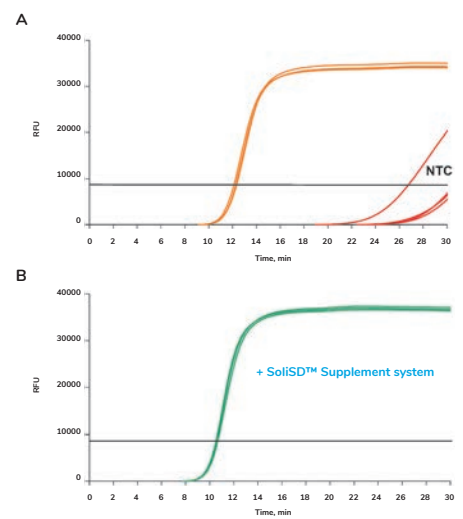 A
40000
30000
RFU
20000
NTC
10000
0
0 2 4 6 8 10 12 14 16 18 20 22 24 26 28 30
Time, min
B
40000
30000
+ SoliSD™ Supplement system
RFU
20000
10000
0
0 2 4 6 8 10 12 14 16 18 20 22 24 26 28 30
Time, min